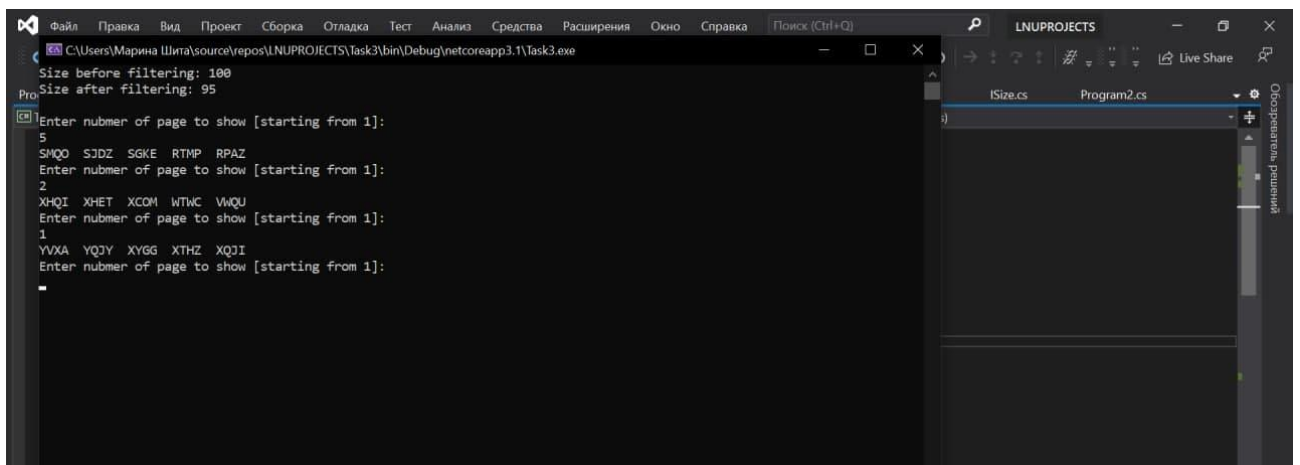 Файл Правка Вид Проект Сборка Отладка Тест Анализ Средства Расширения Окно Справка Поиск (Ctrl+Q) LNUPROJECTS
C:\Users\Марина Шита\source\repos\LNUPROJECTS\Task3\bin\Debug\netcoreapp3.1\Task3.exe
Live Share
Size before filtering: 100
Size after filtering: 95
ISize.cs Program2.cs
Enter nubmer of page to show [starting from 1]:
5
SMQO SJDZ SGKE RTMP RPAZ
Enter nubmer of page to show [starting from 1]:
2
XHQI XHET XCOM WTWC VWQU
Enter nubmer of page to show [starting from 1]:
1
YVXA YQJY XYGG XTHZ XQJI
Enter nubmer of page to show [starting from 1]:
Обозреватель решений